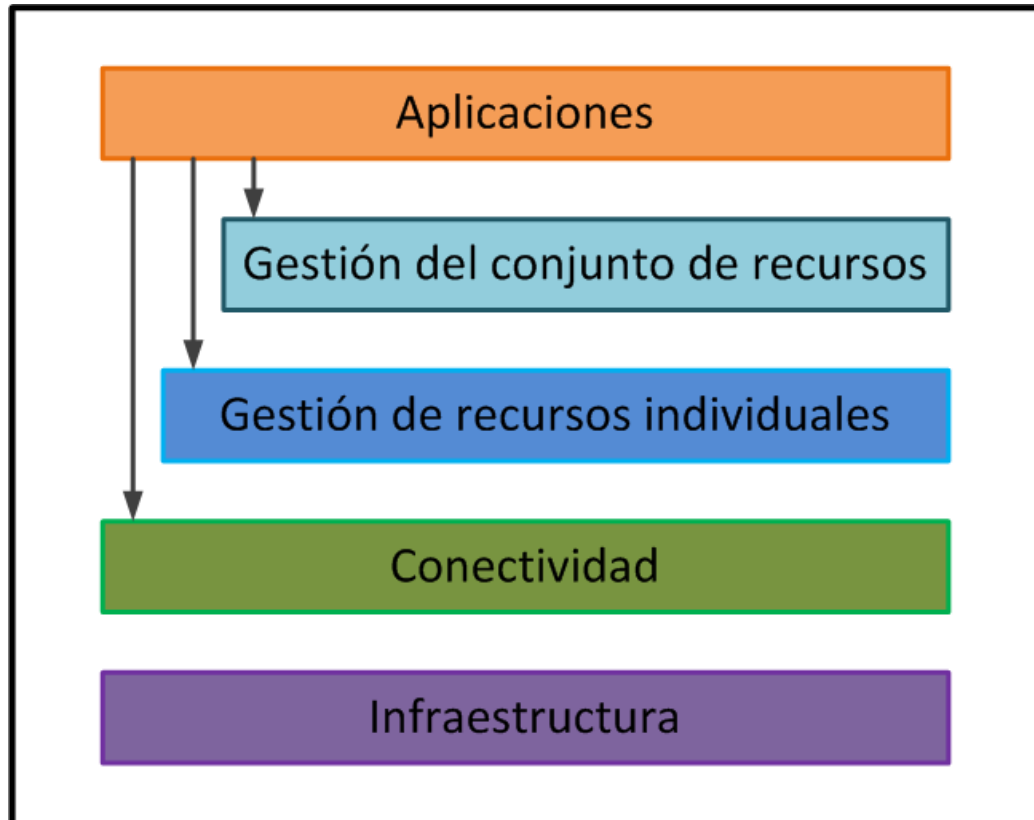 Aplicaciones
Gestión del conjunto de recursos
Gestión de recursos individuales
Conectividad
Infraestructura